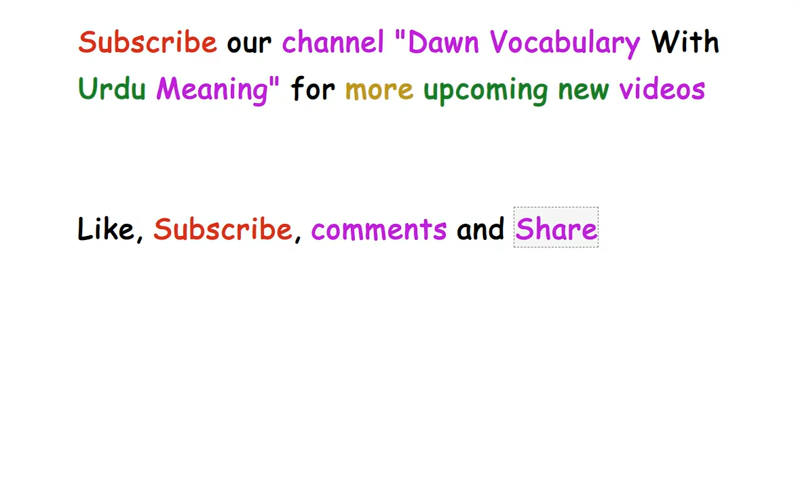 Subscribe our channel "Dawn Vocabulary With
Urdu Meaning" for more upcoming new videos
Like, Subscribe, comments and Share